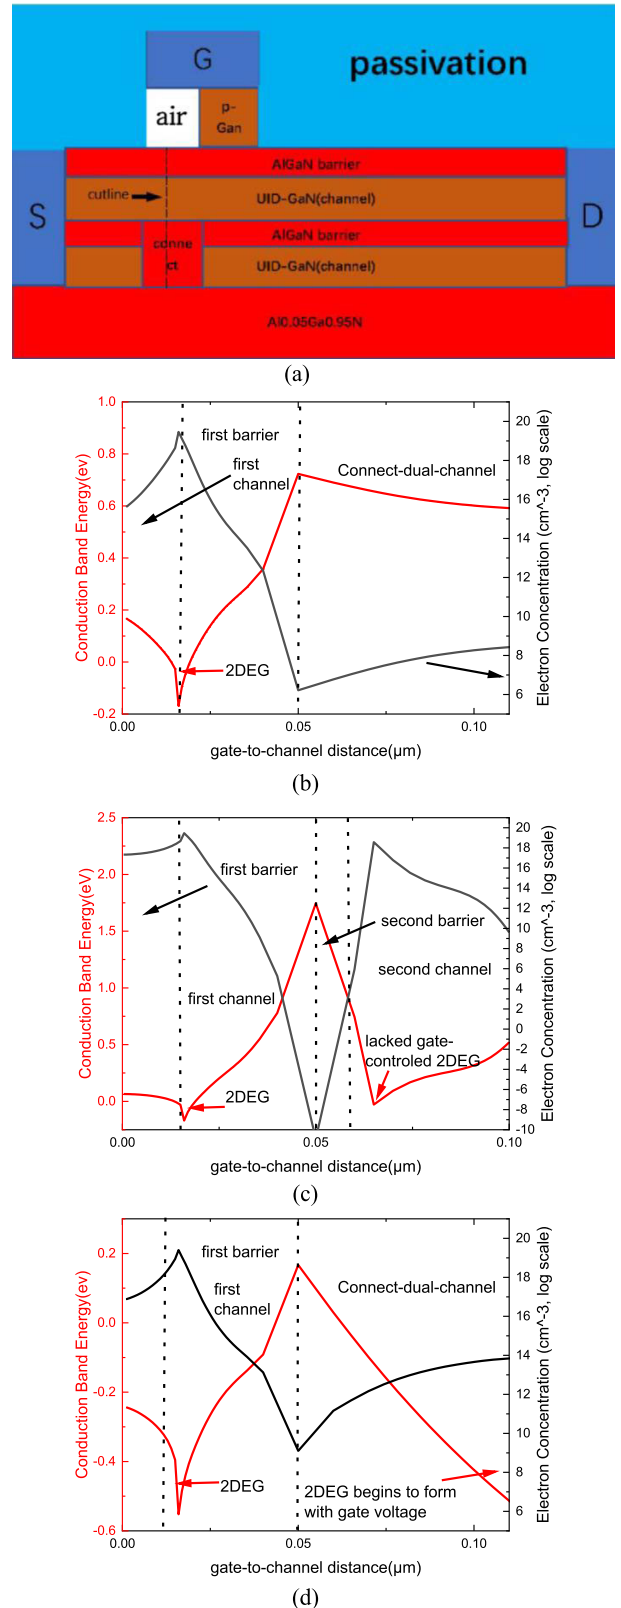 G
passivation
air
p-
Gan
AlGaN barrier
cutline
UID-GaN(channel)
S
D
AlGaN barrier
conne
ct
UID-GaN(channel)
Al0.05Ga0.95N
(a)
1.0
0.8
0.6
0.4
0.2
0.0
-0.2
Conduction Band Energy(ev)
first barrier
first
channel
Connect-dual-channel
2DEG
20
18
16
14
12
10
8
6
Electron Concentration (cm^-3, log scale)
0.00
0.05
0.10
gate-to-channel distance(μm)
(b)
2.5
2.0
1.5
1.0
0.5
0.0
Conduction Band Energy(eV)
first barrier
second barrier
second channel
first channel
lacked gate-
controled 2DEG
2DEG
20
18
16
14
12
10
8
6
4
2
0
-2
-4
-6
-8
-10
Electron Concentration (cm^-3, log scale)
0.00
0.05
0.10
gate-to-channel distance(μm)
(c)
0.2
0.0
-0.2
-0.4
-0.6
Conduction Band Energy(ev)
first barrier
first
channel
Connect-dual-channel
2DEG
2DEG begins to form
with gate voltage
20
18
16
14
12
10
8
6
Electron Concentration (cm^-3, log scale)
0.00
0.05
0.10
gate-to-channel distance(μm)
(d)